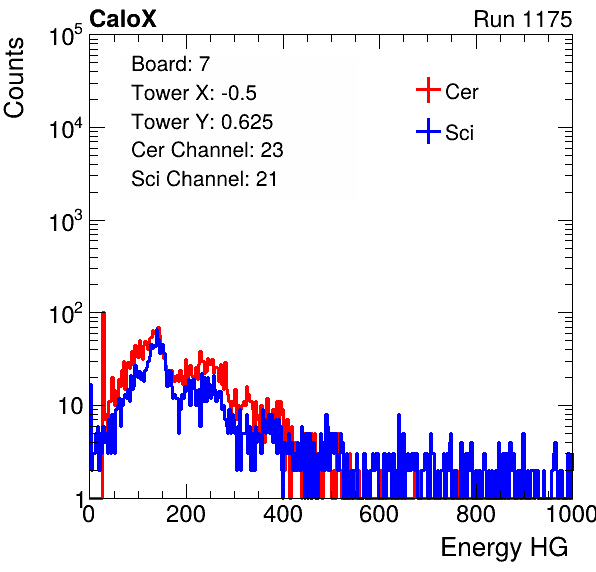 CaloX Run 1175
Counts
10^5
10^4
10^3
10^2
10
1
Board: 7
Tower X: -0.5
Tower Y: 0.625
Cer Channel: 23
Sci Channel: 21
Cer
Sci
0 200 400 600 800 1000
Energy HG